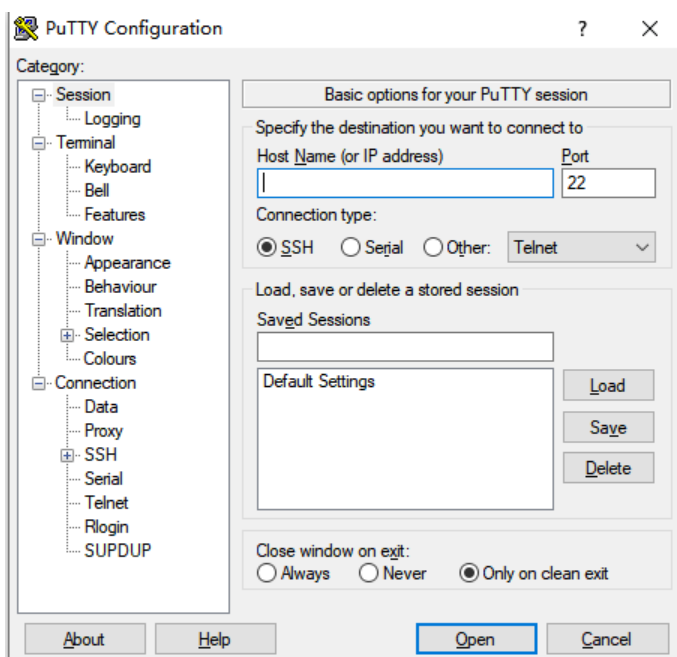 PuTTY Configuration
Category:
Session
Logging
Terminal
Keyboard
Bell
Features
Window
Appearance
Behaviour
Translation
Selection
Colours
Connection
Data
Proxy
SSH
Serial
Telnet
Rlogin
SUPDUP
Basic options for your PuTTY session
Specify the destination you want to connect to
Host Name (or IP address) Port
22
Connection type:
SSH Serial Other: Telnet
Load, save or delete a stored session
Saved Sessions
Default Settings
Load
Save
Delete
Close window on exit:
Always Never Only on clean exit
About Help Open Cancel